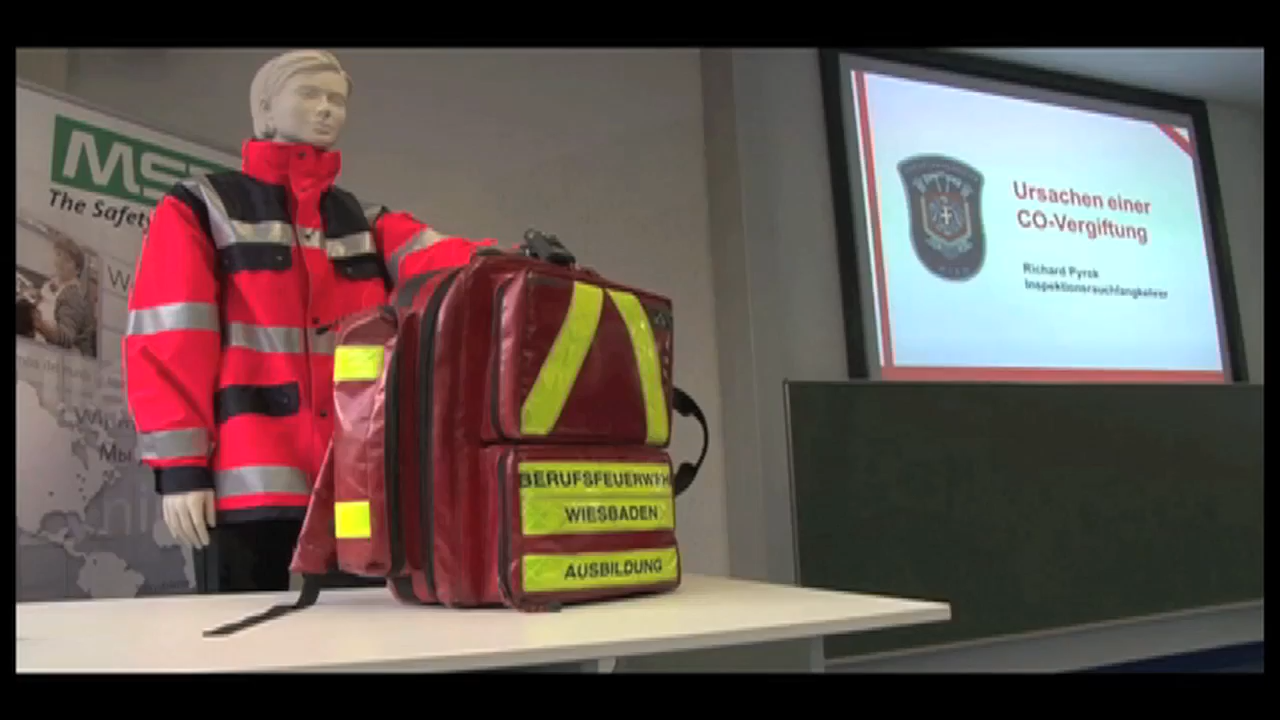 MSA
The Safety
Ursachen einer
CO-Vergiftung
Richard Pyrek
Inspektionsrauchfangkehrer
BERUFSFEUERWEHR
WIESBADEN
AUSBILDUNG